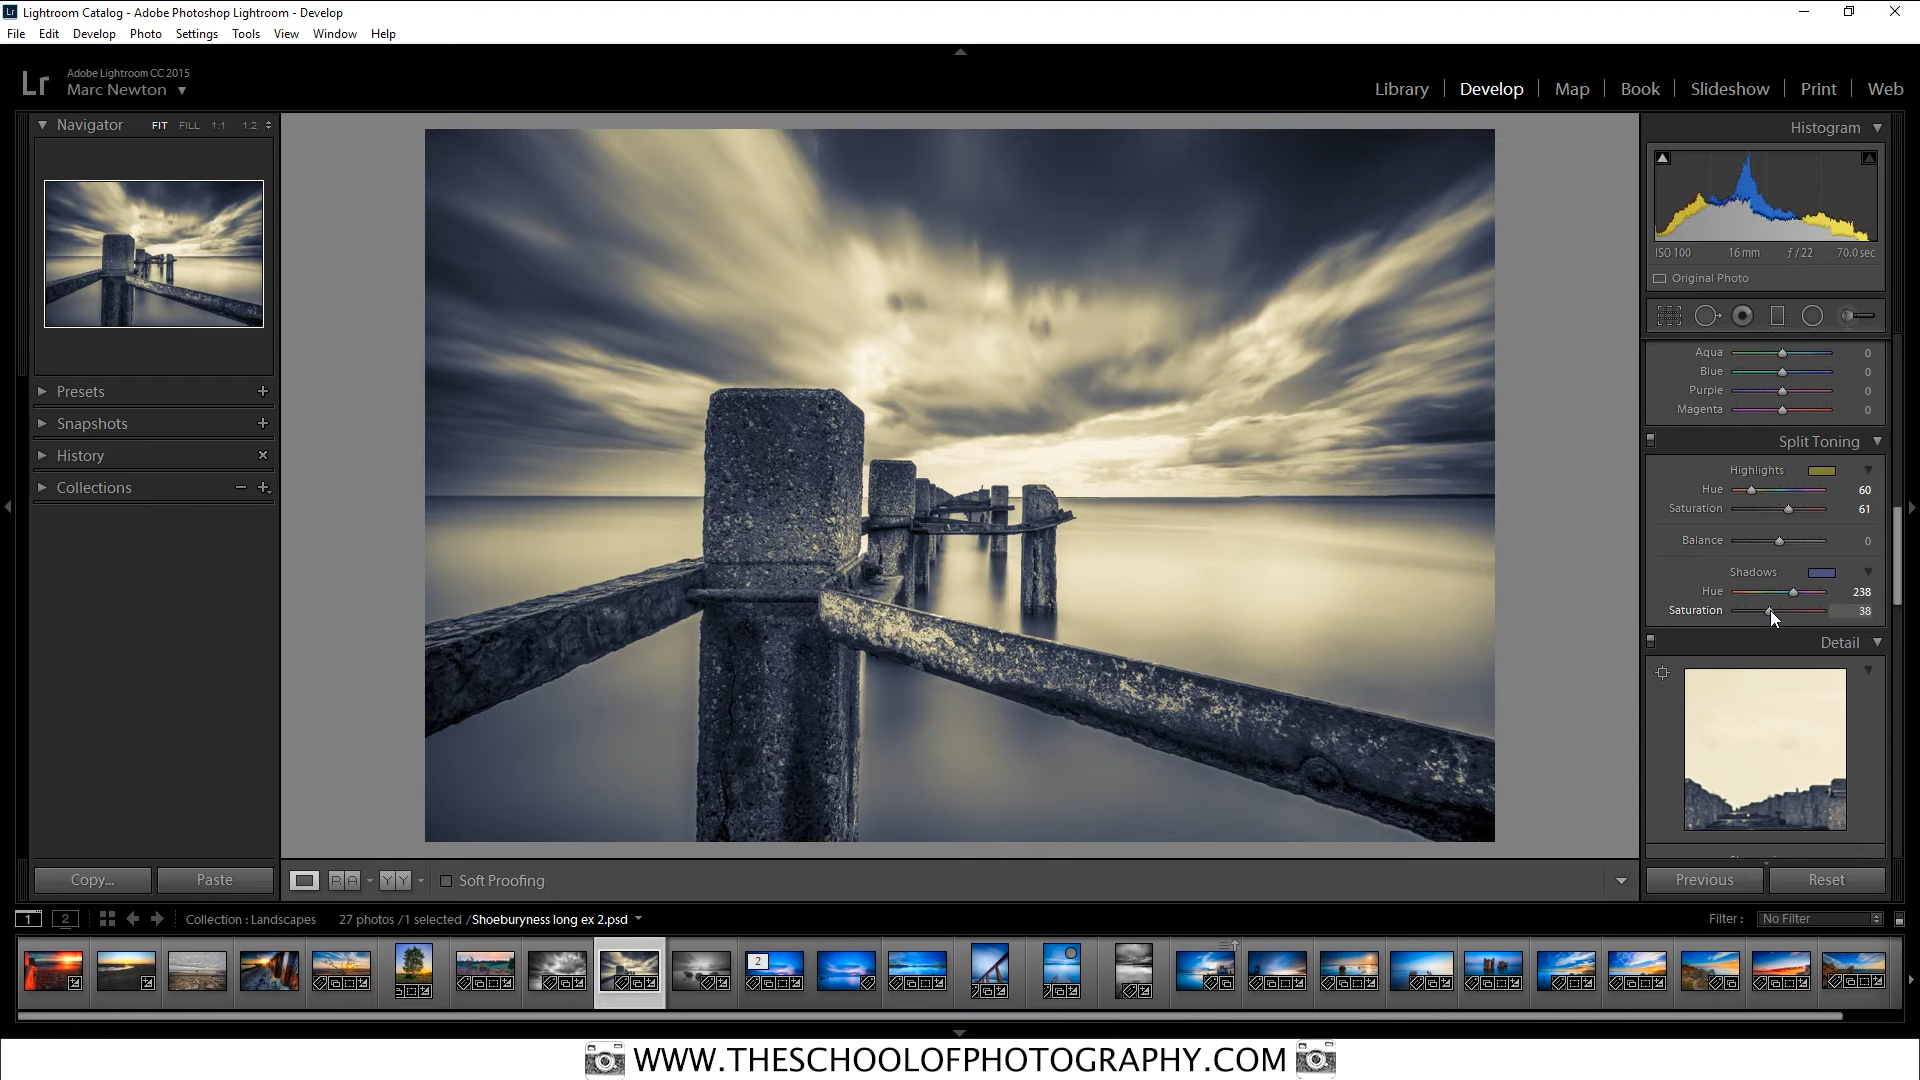 Lr Lightroom Catalog - Adobe Photoshop Lightroom - Develop
File Edit Develop Photo Settings Tools View Window Help
Lr
Adobe Lightroom CC 2015
Marc Newton
Library Develop Map Book Slideshow Print Web
Navigator FIT FILL 1:1 1:2
Presets
Snapshots
History
Collections
Copy... Paste
Histogram
ISO 100 16 mm ƒ / 22 70.0 sec
Original Photo
Aqua 0
Blue 0
Purple 0
Magenta 0
Split Toning
Highlights
Hue 60
Saturation 61
Balance 0
Shadows
Hue 238
Saturation 38
Detail
R A Y Y Soft Proofing
Previous Reset
1 2 Collection : Landscapes 27 photos / 1 selected / Shoeburyness long ex 2.psd
Filter : No Filter
2
WWW.THESCHOOLOFPHOTOGRAPHY.COM